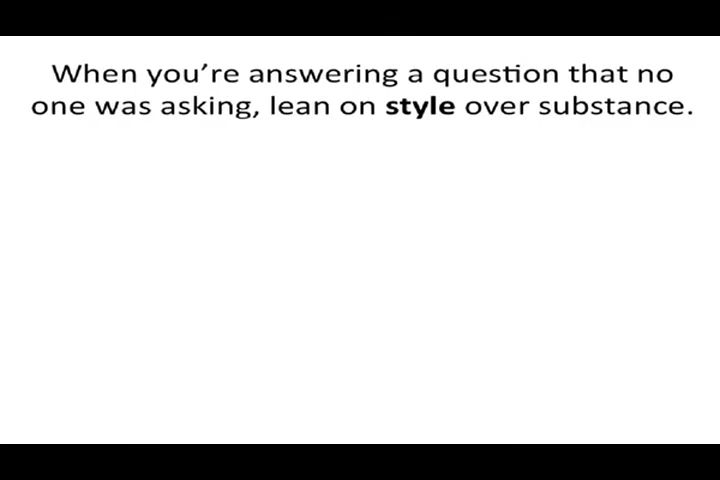 When you’re answering a question that no
one was asking, lean on style over substance.